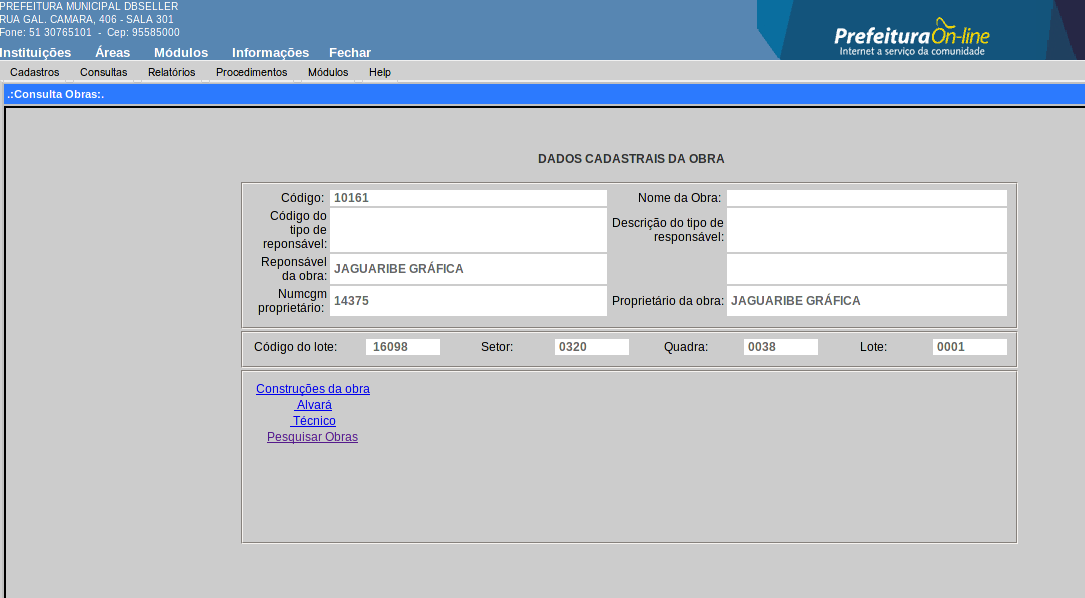 PREFEITURA MUNICIPAL DBSELLER
RUA GAL. CAMARA, 406 - SALA 301
Fone: 51 30765101 - Cep: 95585000
PrefeituraOn-line
Internet a serviço da comunidade
Instituições Áreas Módulos Informações Fechar
Cadastros Consultas Relatórios Procedimentos Módulos Help
.:Consulta Obras:.
DADOS CADASTRAIS DA OBRA
Código: 10161 Nome da Obra:
Código do
tipo de
reponsável:
Descrição do tipo de
responsável:
Reponsável
da obra: JAGUARIBE GRÁFICA
Numcgm
proprietário: 14375 Proprietário da obra: JAGUARIBE GRÁFICA
Código do lote: 16098 Setor: 0320 Quadra: 0038 Lote: 0001
Construções da obra
Alvará
Técnico
Pesquisar Obras